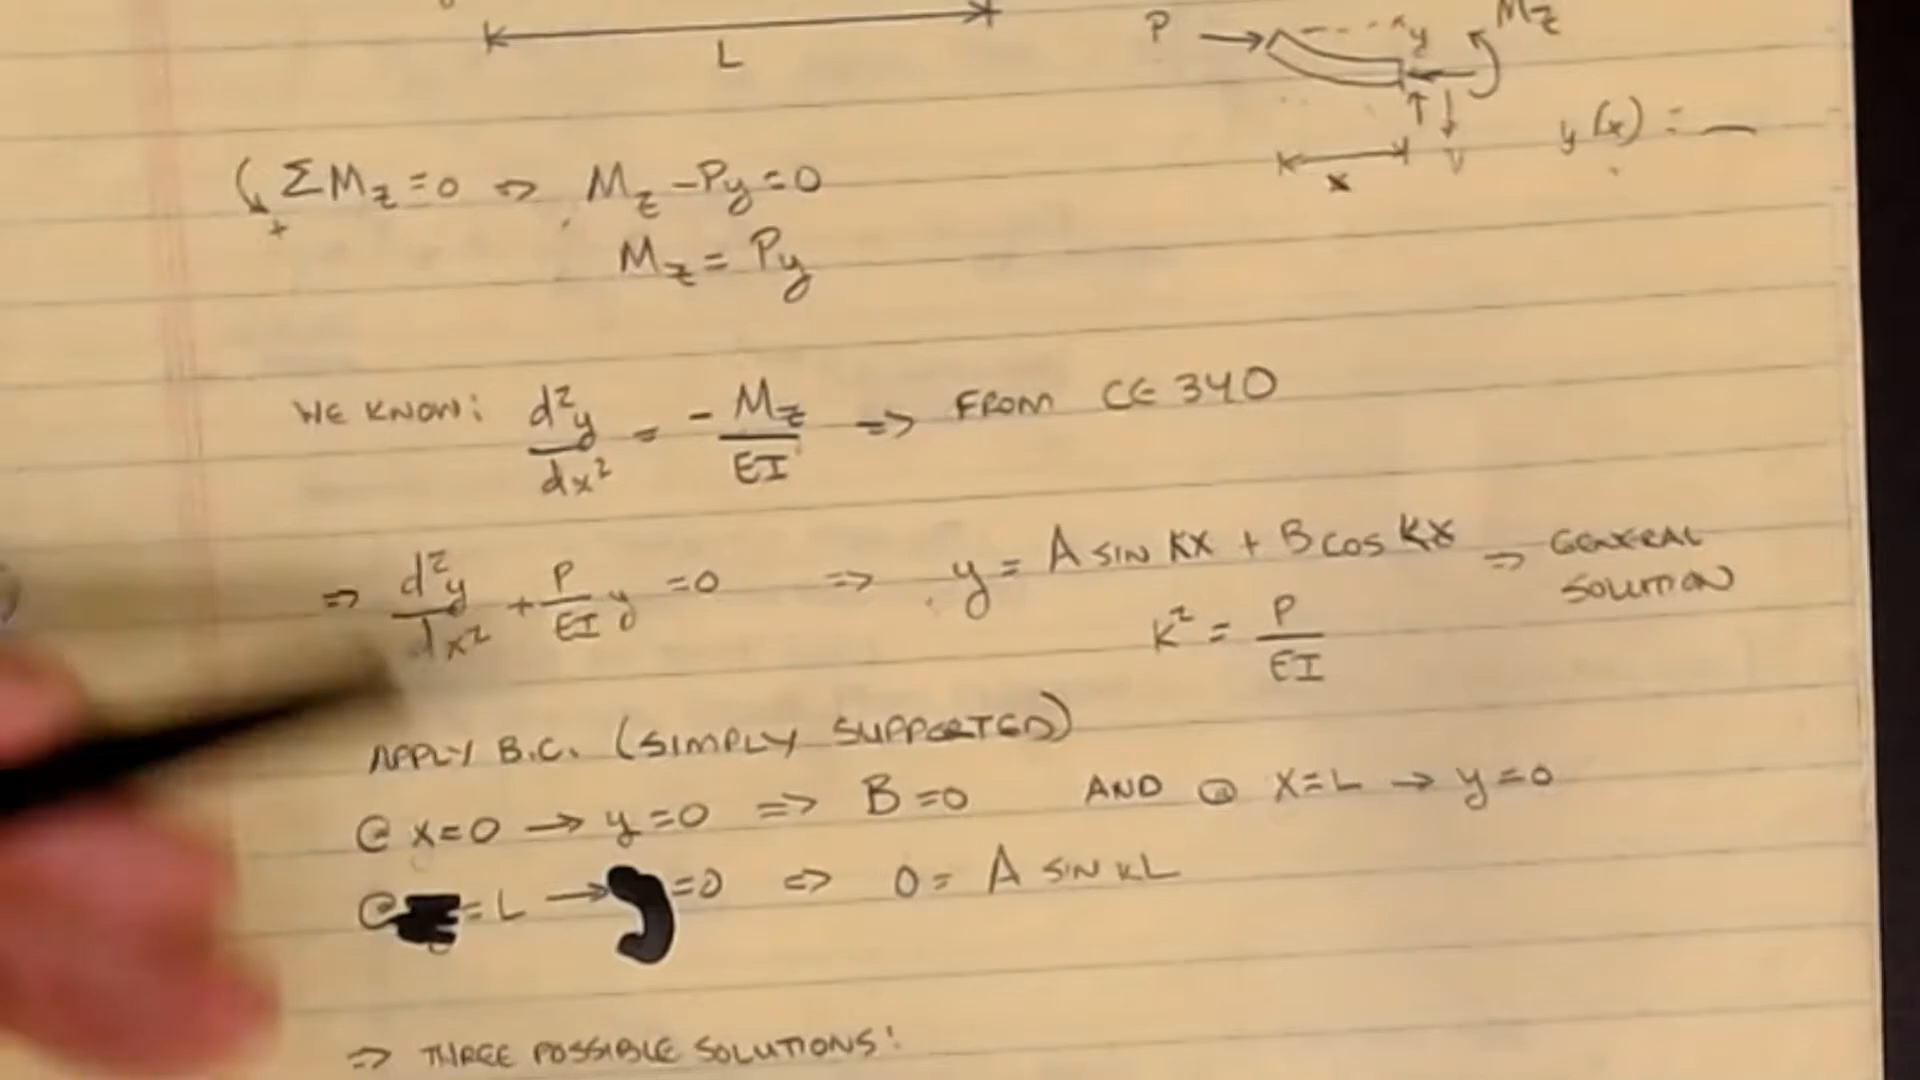 L
P
y
Mz
V
x
y(x) = __
+ ΣMz = 0 ⇒ Mz - Py = 0
Mz = Py
WE KNOW: d²y/dx² = - Mz/EI ⇒ FROM CE 340
⇒ d²y/dx² + P/EI y = 0 ⇒ y = A SIN KX + B COS KX ⇒ GENERAL SOLUTION
K² = P/EI
APPLY B.C. (SIMPLY SUPPORTED)
@ X=0 → y=0 ⇒ B=0 AND @ X=L → y=0
@ = L → =0 ⇒ 0 = A SIN KL
⇒ THREE POSSIBLE SOLUTIONS: